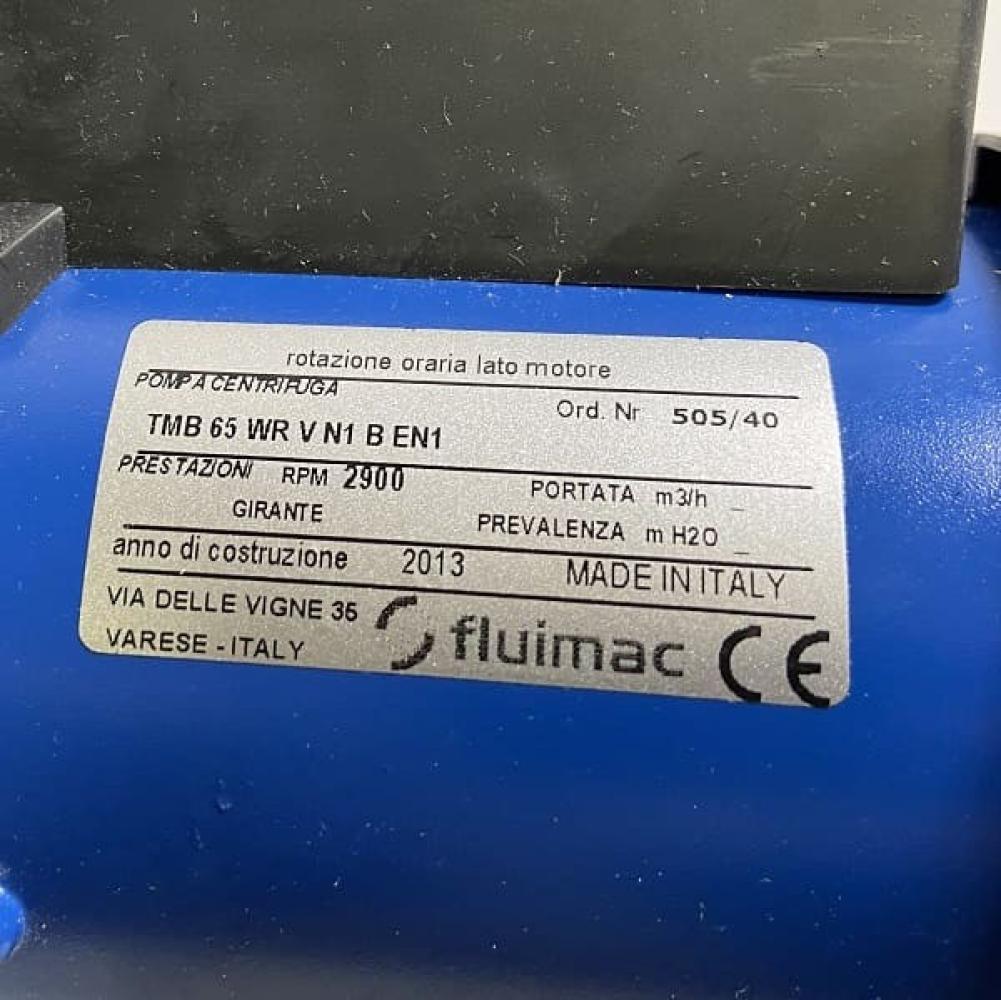 rotazione oraria lato motore
POMPA CENTRIFUGA
Ord. Nr 505/40
TMB 65 WR V N1 B EN1
PRESTAZIONI RPM 2900
PORTATA m3/h _
GIRANTE
PREVALENZA m H2O _
anno di costruzione 2013
MADE IN ITALY
VIA DELLE VIGNE 35
VARESE - ITALY
fluimac CE